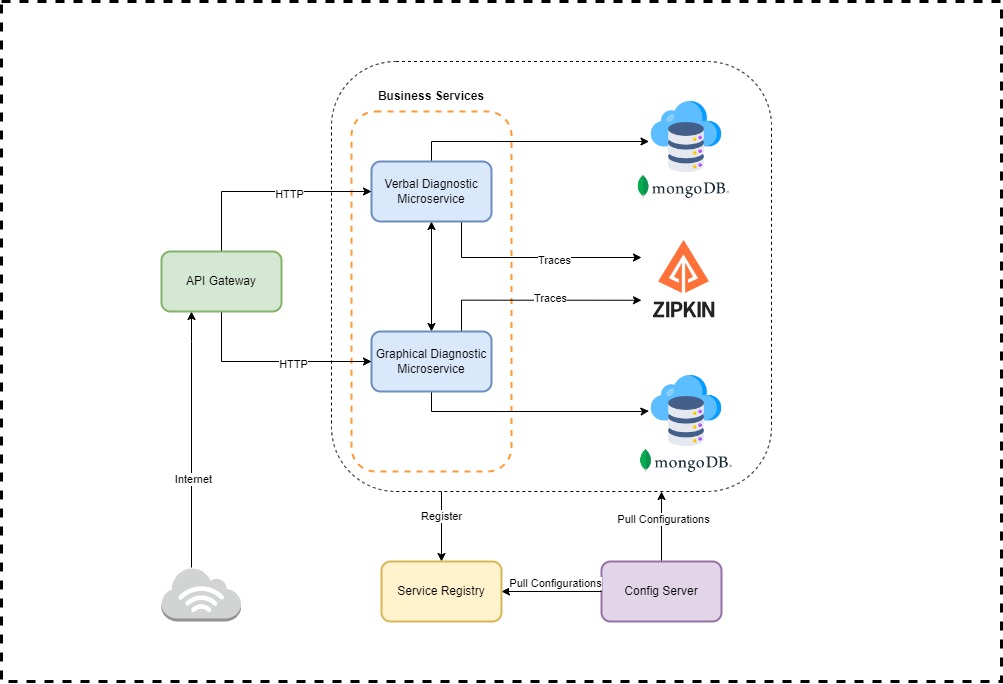 Business Services
mongoDB.
Verbal Diagnostic
Microservice
HTTP
Traces
API Gateway
Traces
ZIPKIN
Graphical Diagnostic
Microservice
HTTP
mongoDB.
Internet
Register
Pull Configurations
Service Registry
Pull Configurations
Config Server